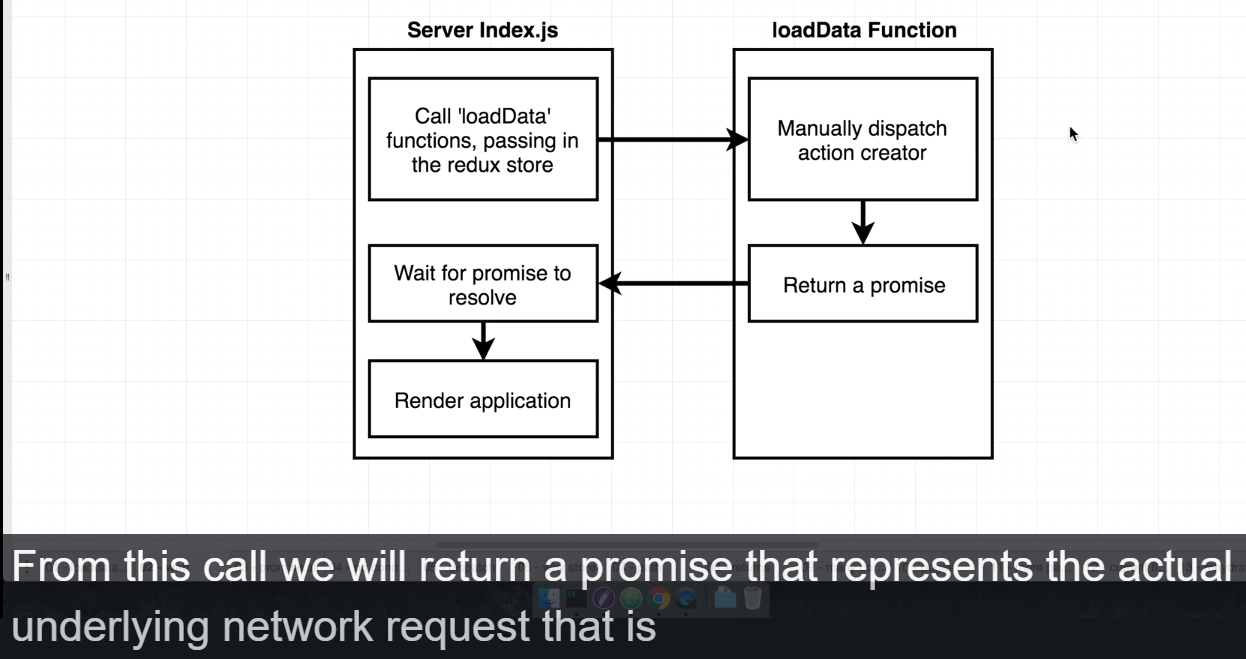 Server Index.js
loadData Function
Call 'loadData'
functions, passing in
the redux store
Manually dispatch
action creator
Wait for promise to
resolve
Return a promise
Render application
From this call we will return a promise that represents the actual
underlying network request that is